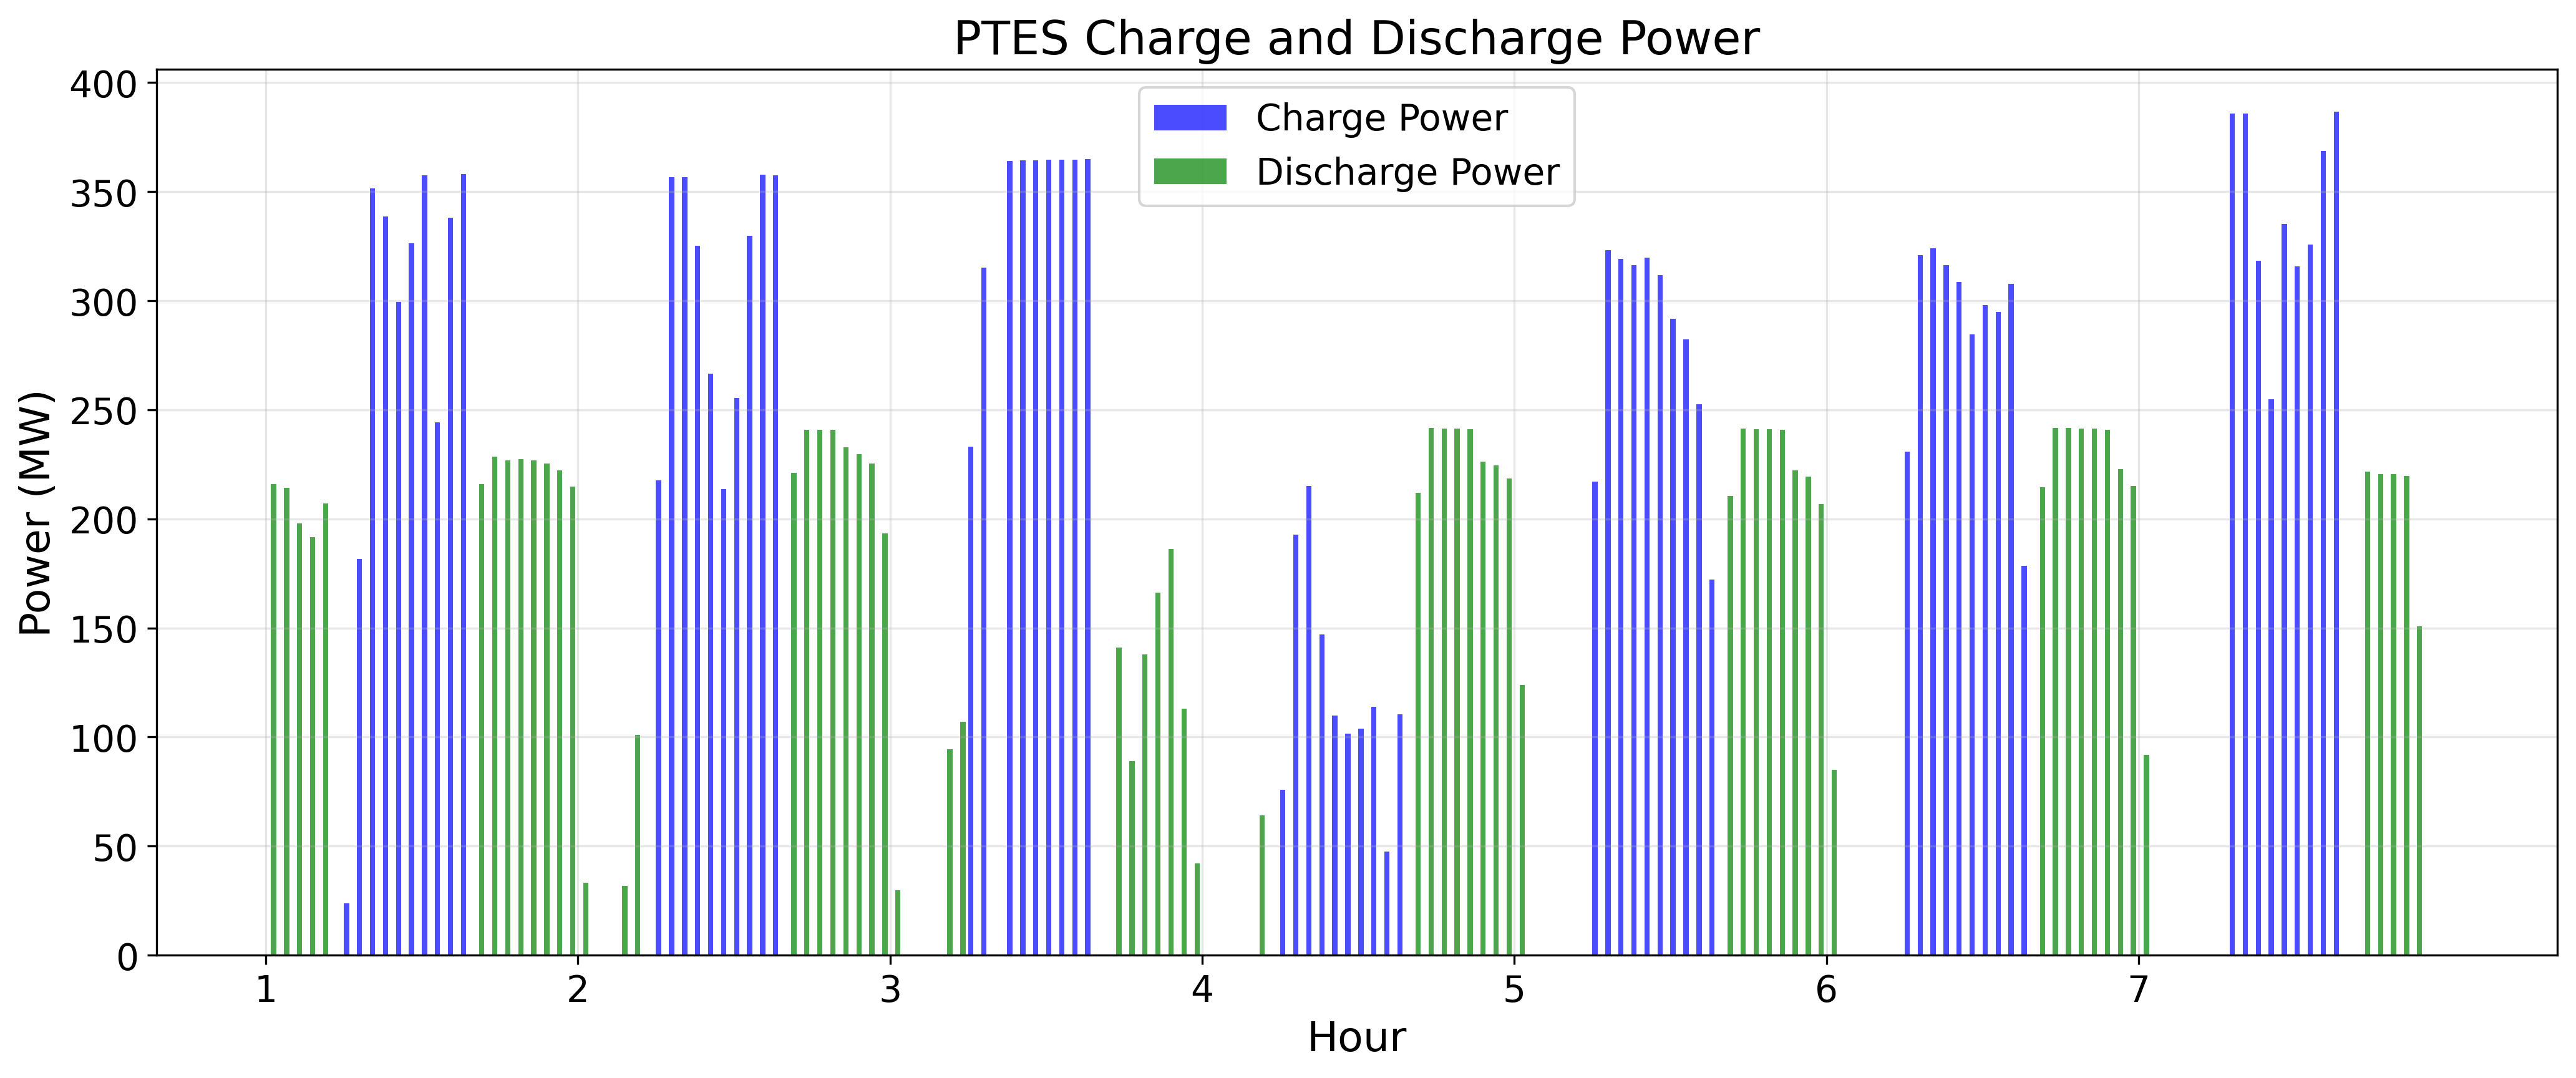 PTES Charge and Discharge Power
400
350
300
250
200
150
100
50
0
Power (MW)
Charge Power
Discharge Power
1 2 3 4 5 6 7
Hour